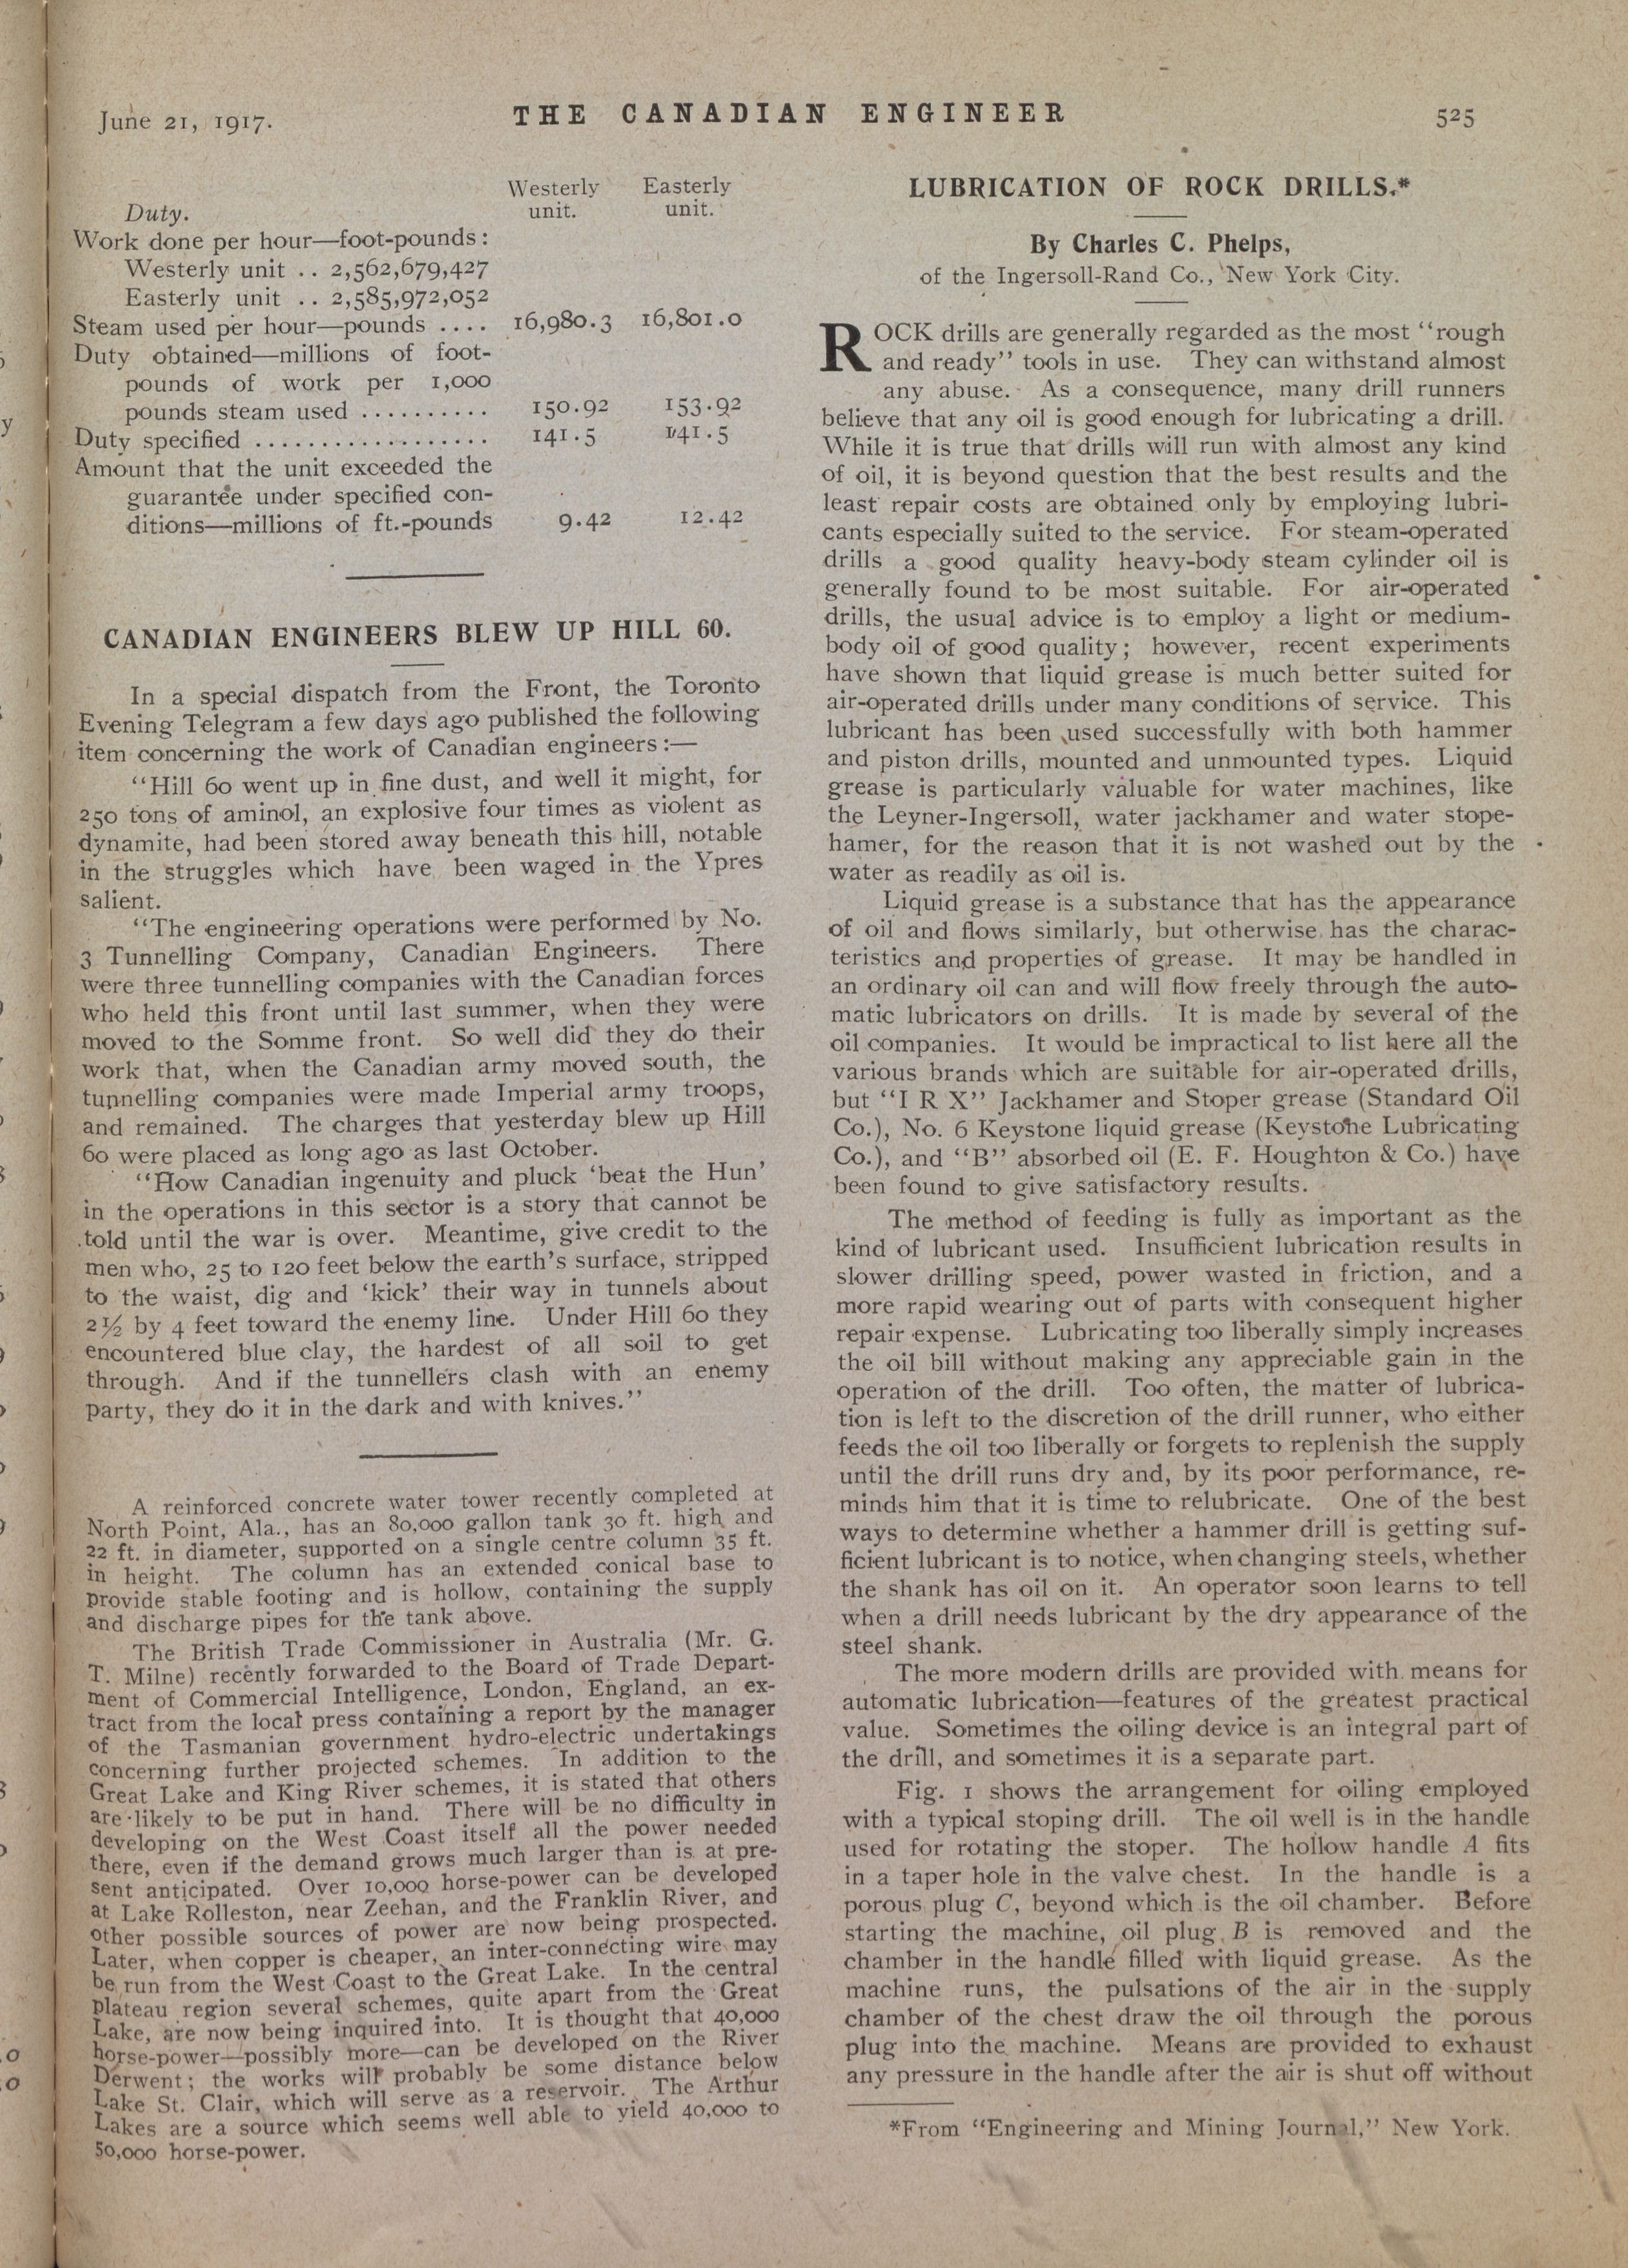 June 21, 1917.
THE CANADIAN ENGINEER
525
Westerly Easterly
Duty. unit. unit.
Work done per hour—foot-pounds:
Westerly unit .. 2,562,679,427
Easterly unit .. 2,585,972,052
Steam used per hour—pounds .... 16,980.3 16,801.0
Duty obtained—millions of foot-
pounds of work per 1,000
pounds steam used .......... 150.92 153.92
Duty specified ................. 141.5 141.5
Amount that the unit exceeded the
guarantee under specified con-
ditions—millions of ft.-pounds 9.42 12.42
CANADIAN ENGINEERS BLEW UP HILL 60.
In a special dispatch from the Front, the Toronto
Evening Telegram a few days ago published the following
item concerning the work of Canadian engineers:—
"Hill 60 went up in fine dust, and well it might, for
250 tons of aminol, an explosive four times as violent as
dynamite, had been stored away beneath this hill, notable
in the struggles which have been waged in the Ypres
salient.
"The engineering operations were performed by No.
3 Tunnelling Company, Canadian Engineers. There
were three tunnelling companies with the Canadian forces
who held this front until last summer, when they were
moved to the Somme front. So well did they do their
work that, when the Canadian army moved south, the
tunnelling companies were made Imperial army troops,
and remained. The charges that yesterday blew up Hill
60 were placed as long ago as last October.
"How Canadian ingenuity and pluck 'beat the Hun'
in the operations in this sector is a story that cannot be
told until the war is over. Meantime, give credit to the
men who, 25 to 120 feet below the earth's surface, stripped
to the waist, dig and 'kick' their way in tunnels about
2½ by 4 feet toward the enemy line. Under Hill 60 they
encountered blue clay, the hardest of all soil to get
through. And if the tunnellers clash with an enemy
party, they do it in the dark and with knives."
A reinforced concrete water tower recently completed at
North Point, Ala., has an 80,000 gallon tank 30 ft. high and
22 ft. in diameter, supported on a single centre column 35 ft.
in height. The column has an extended conical base to
provide stable footing and is hollow, containing the supply
and discharge pipes for the tank above.
The British Trade Commissioner in Australia (Mr. G.
T. Milne) recently forwarded to the Board of Trade Depart-
ment of Commercial Intelligence, London, England, an ex-
tract from the local press containing a report by the manager
of the Tasmanian government hydro-electric undertakings
concerning further projected schemes. In addition to the
Great Lake and King River schemes, it is stated that others
are likely to be put in hand. There will be no difficulty in
developing on the West Coast itself all the power needed
there, even if the demand grows much larger than is at pre-
sent anticipated. Over 10,000 horse-power can be developed
at Lake Rolleston, near Zeehan, and the Franklin River, and
other possible sources of power are now being prospected.
Later, when copper is cheaper, an inter-connecting wire may
be run from the West Coast to the Great Lake. In the central
plateau region several schemes, quite apart from the Great
Lake, are now being inquired into. It is thought that 40,000
horse-power—possibly more—can be developed on the River
Derwent; the works will probably be some distance below
Lake St. Clair, which will serve as a reservoir. The Arthur
Lakes are a source which seems well able to yield 40,000 to
50,000 horse-power.
LUBRICATION OF ROCK DRILLS.*
By Charles C. Phelps,
of the Ingersoll-Rand Co., New York City.
ROCK drills are generally regarded as the most "rough
and ready" tools in use. They can withstand almost
any abuse. As a consequence, many drill runners
believe that any oil is good enough for lubricating a drill.
While it is true that drills will run with almost any kind
of oil, it is beyond question that the best results and the
least repair costs are obtained only by employing lubri-
cants especially suited to the service. For steam-operated
drills a good quality heavy-body steam cylinder oil is
generally found to be most suitable. For air-operated
drills, the usual advice is to employ a light or medium-
body oil of good quality; however, recent experiments
have shown that liquid grease is much better suited for
air-operated drills under many conditions of service. This
lubricant has been used successfully with both hammer
and piston drills, mounted and unmounted types. Liquid
grease is particularly valuable for water machines, like
the Leyner-Ingersoll, water jackhamer and water stope-
hamer, for the reason that it is not washed out by the
water as readily as oil is.
Liquid grease is a substance that has the appearance
of oil and flows similarly, but otherwise has the charac-
teristics and properties of grease. It may be handled in
an ordinary oil can and will flow freely through the auto-
matic lubricators on drills. It is made by several of the
oil companies. It would be impractical to list here all the
various brands which are suitable for air-operated drills,
but "I R X" Jackhamer and Stoper grease (Standard Oil
Co.), No. 6 Keystone liquid grease (Keystone Lubricating
Co.), and "B" absorbed oil (E. F. Houghton & Co.) have
been found to give satisfactory results.
The method of feeding is fully as important as the
kind of lubricant used. Insufficient lubrication results in
slower drilling speed, power wasted in friction, and a
more rapid wearing out of parts with consequent higher
repair expense. Lubricating too liberally simply increases
the oil bill without making any appreciable gain in the
operation of the drill. Too often, the matter of lubrica-
tion is left to the discretion of the drill runner, who either
feeds the oil too liberally or forgets to replenish the supply
until the drill runs dry and, by its poor performance, re-
minds him that it is time to relubricate. One of the best
ways to determine whether a hammer drill is getting suf-
ficient lubricant is to notice, when changing steels, whether
the shank has oil on it. An operator soon learns to tell
when a drill needs lubricant by the dry appearance of the
steel shank.
The more modern drills are provided with means for
automatic lubrication—features of the greatest practical
value. Sometimes the oiling device is an integral part of
the drill, and sometimes it is a separate part.
Fig. 1 shows the arrangement for oiling employed
with a typical stoping drill. The oil well is in the handle
used for rotating the stoper. The hollow handle A fits
in a taper hole in the valve chest. In the handle is a
porous plug C, beyond which is the oil chamber. Before
starting the machine, oil plug B is removed and the
chamber in the handle filled with liquid grease. As the
machine runs, the pulsations of the air in the supply
chamber of the chest draw the oil through the porous
plug into the machine. Means are provided to exhaust
any pressure in the handle after the air is shut off without
*From "Engineering and Mining Journal," New York.